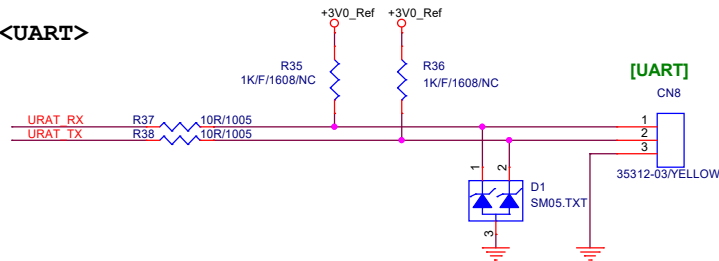 <UART>
+3V0_Ref +3V0_Ref
R35
1K/F/1608/NC
R36
1K/F/1608/NC
[UART]
CN8
URAT_RX R37 10R/1005 1
URAT_TX R38 10R/1005 2
3
35312-03/YELLOW
1 2
D1
SM05.TXT
3